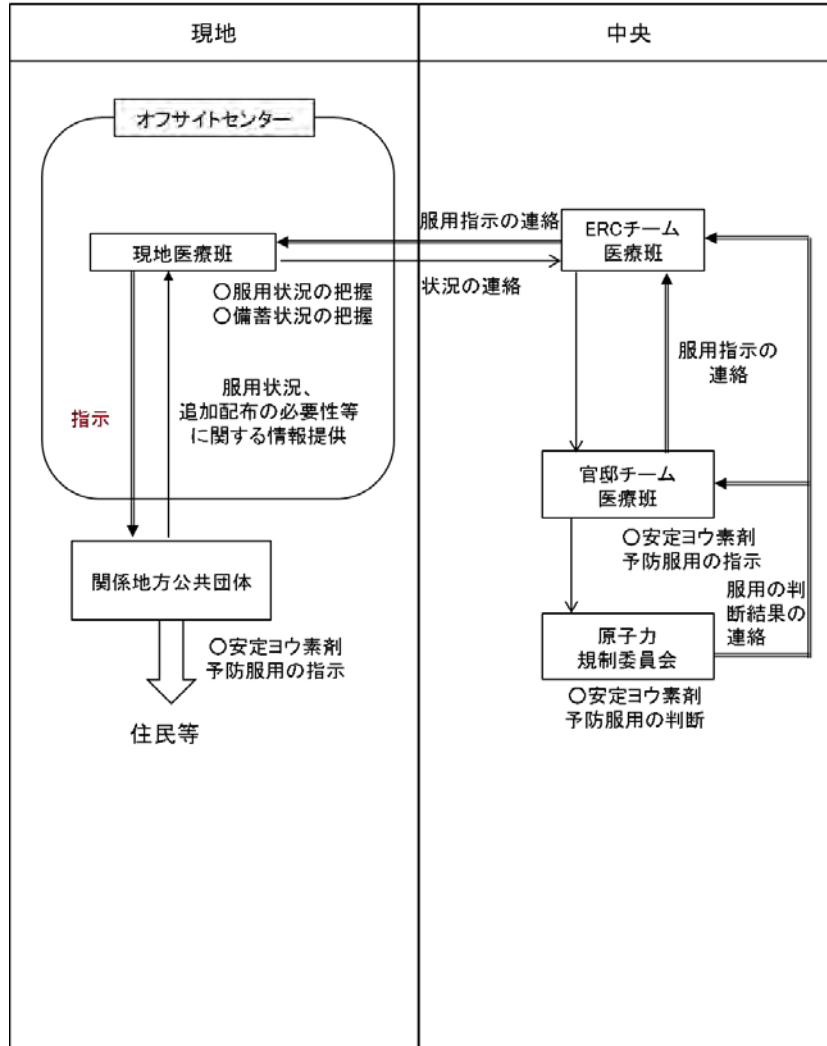 現地
中央
オフサイトセンター
現地医療班
○服用状況の把握
○備蓄状況の把握
服用指示の連絡
状況の連絡
ERCチーム
医療班
服用指示の
連絡
指示
服用状況、
追加配布の必要性等
に関する情報提供
官邸チーム
医療班
○安定ヨウ素剤
予防服用の指示
関係地方公共団体
○安定ヨウ素剤
予防服用の指示
住民等
服用の判
断結果の
連絡
原子力
規制委員会
○安定ヨウ素剤
予防服用の判断